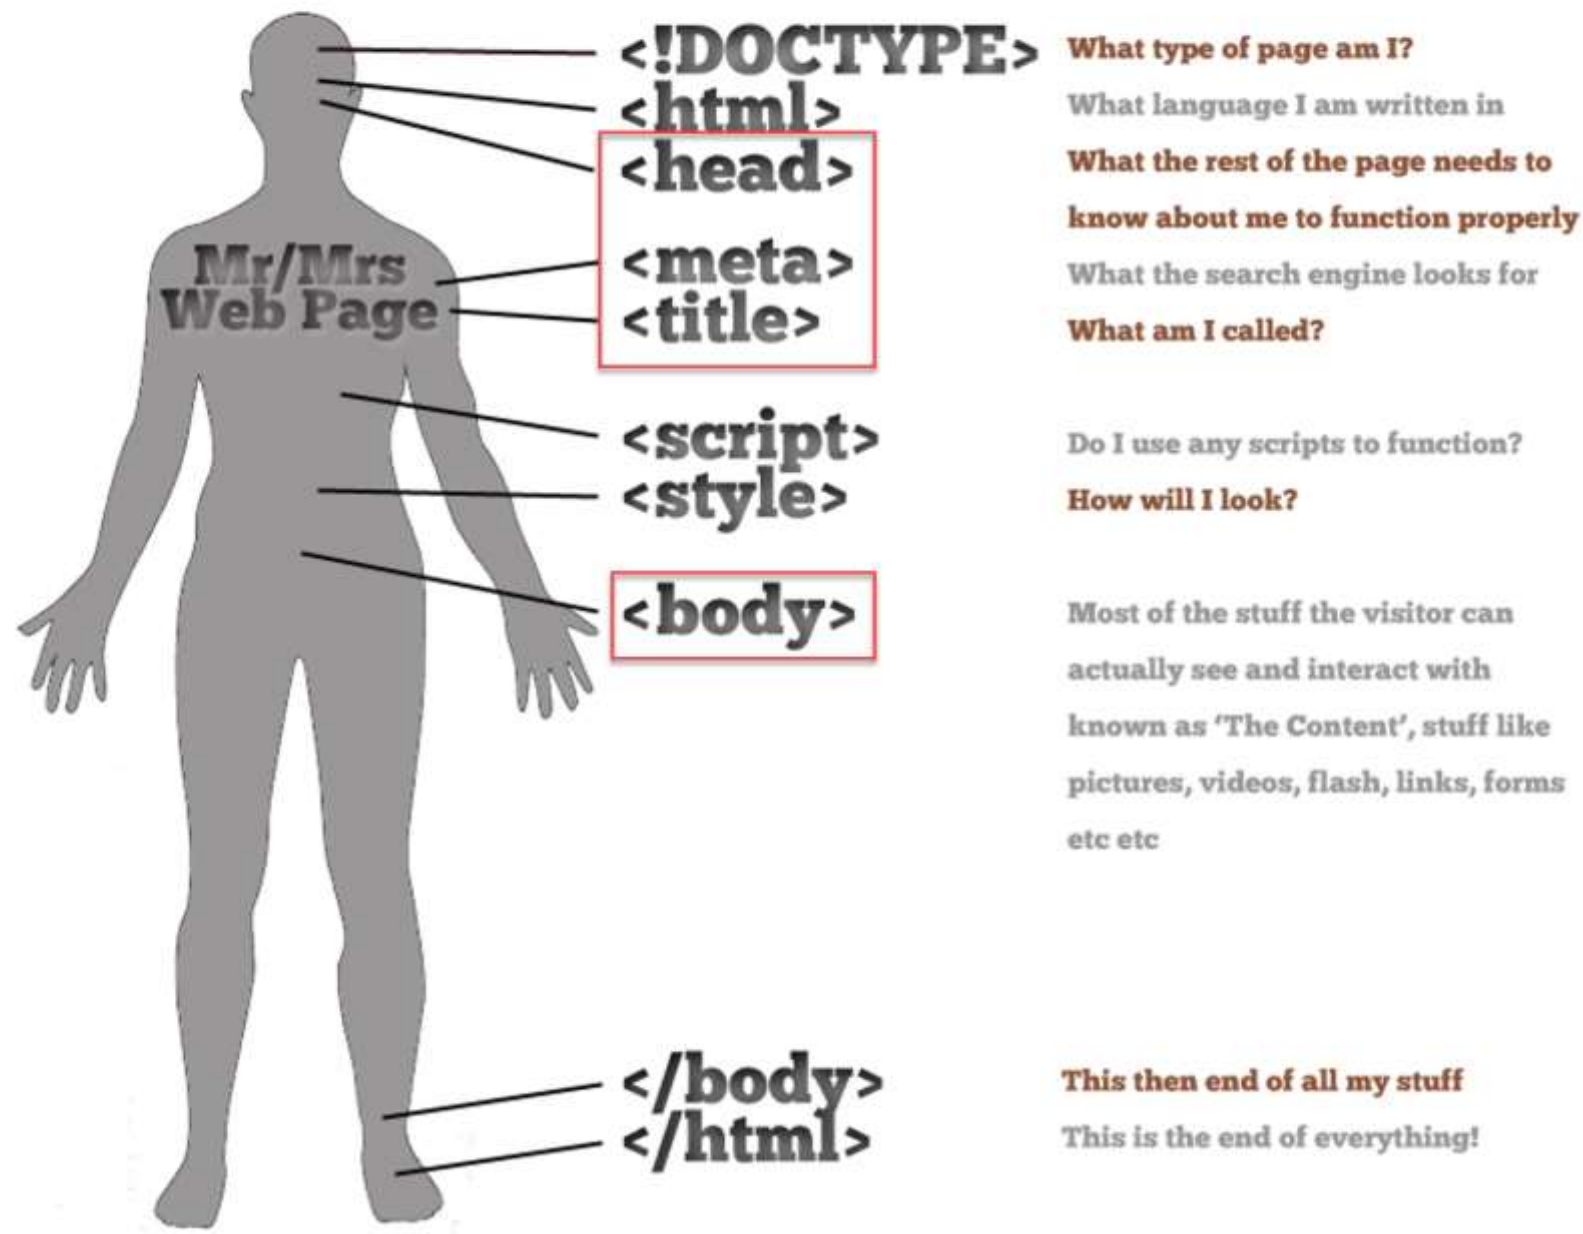 <!DOCTYPE> What type of page am I?
<html> What language I am written in
<head> What the rest of the page needs to
know about me to function properly
Mr/Mrs
Web Page
<meta> What the search engine looks for
<title> What am I called?
<script> Do I use any scripts to function?
<style> How will I look?
<body> Most of the stuff the visitor can
actually see and interact with
known as ‘The Content’, stuff like
pictures, videos, flash, links, forms
etc etc
</body> This then end of all my stuff
</html> This is the end of everything!